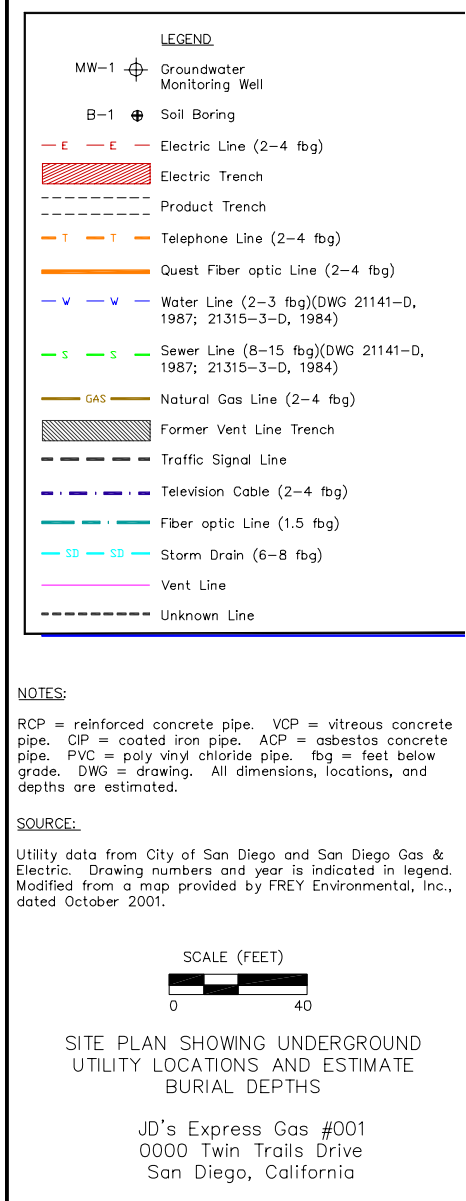 LEGEND
MW-1 Groundwater
Monitoring Well
B-1 Soil Boring
E E Electric Line (2-4 fbg)
Electric Trench
Product Trench
T T Telephone Line (2-4 fbg)
Quest Fiber optic Line (2-4 fbg)
W W Water Line (2-3 fbg)(DWG 21141-D,
1987; 21315-3-D, 1984)
S S Sewer Line (8-15 fbg)(DWG 21141-D,
1987; 21315-3-D, 1984)
GAS Natural Gas Line (2-4 fbg)
Former Vent Line Trench
Traffic Signal Line
Television Cable (2-4 fbg)
Fiber optic Line (1.5 fbg)
SD SD Storm Drain (6-8 fbg)
Vent Line
Unknown Line
NOTES:
RCP = reinforced concrete pipe. VCP = vitreous concrete
pipe. CIP = coated iron pipe. ACP = asbestos concrete
pipe. PVC = poly vinyl chloride pipe. fbg = feet below
grade. DWG = drawing. All dimensions, locations, and
depths are estimated.
SOURCE:
Utility data from City of San Diego and San Diego Gas &
Electric. Drawing numbers and year is indicated in legend.
Modified from a map provided by FREY Environmental, Inc.,
dated October 2001.
SCALE (FEET)
0 40
SITE PLAN SHOWING UNDERGROUND
UTILITY LOCATIONS AND ESTIMATE
BURIAL DEPTHS
JD's Express Gas #001
0000 Twin Trails Drive
San Diego, California